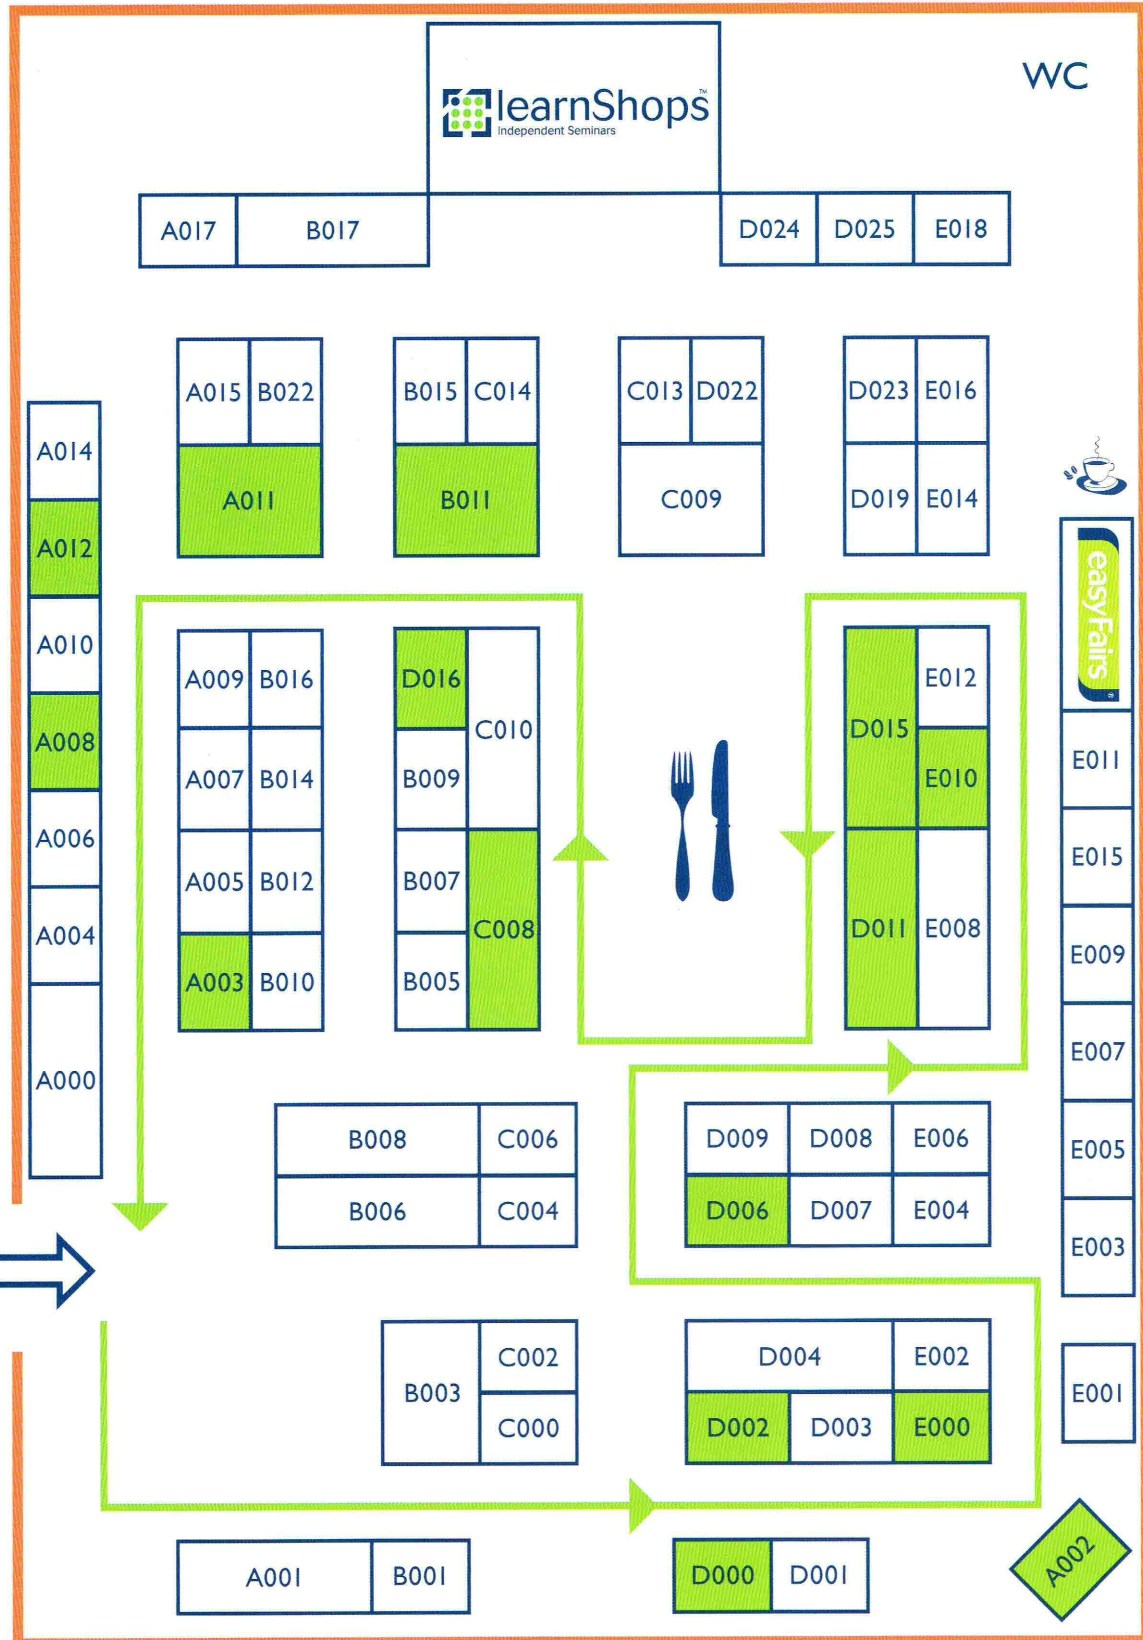 WC
learnShops™
Independent Seminars
A017 B017 D024 D025 E018
A015 B022 B015 C014 C013 D022 D023 E016
A014
A011 B011 C009 D019 E014
A012
easyFairs®
A010
A009 B016 D016 C010 D015 E012
A008
A007 B014 B009 E010 E011
A006
A005 B012 B007 C008 D011 E008 E015
A004
A003 B010 B005 E009
A000
E007
B008 C006 D009 D008 E006 E005
B006 C004 D006 D007 E004
E003
B003 C002 D004 E002
C000 D002 D003 E000 E001
A001 B001 D000 D001 A002